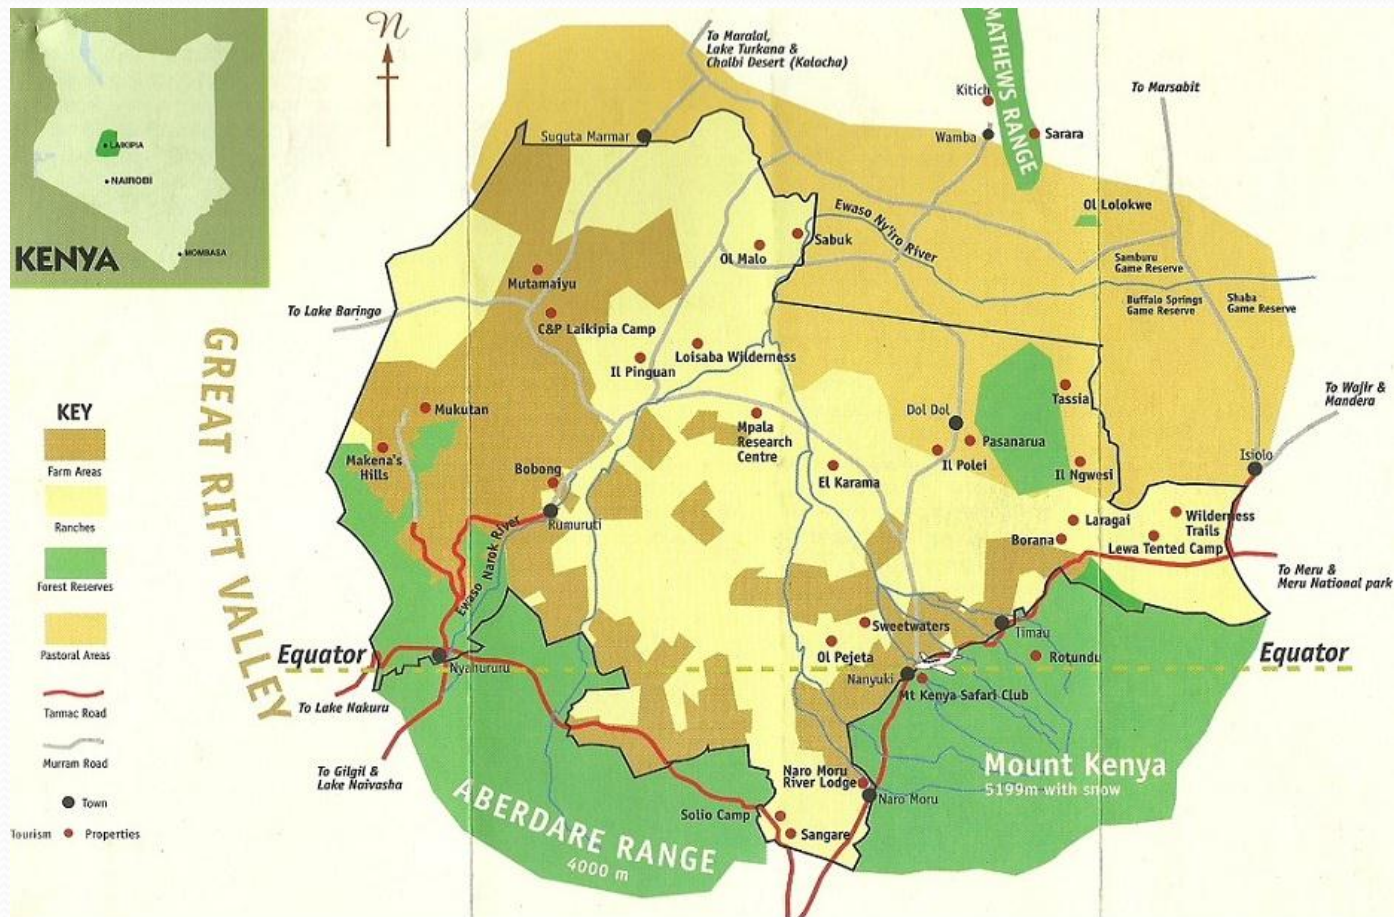 KENYA
LAIKIPIA
NAIROBI
MOMBASA
N
To Maralal,
Lake Turkana &
Chalbi Desert (Kalacha)
MATHEWS RANGE
To Marsabit
Kitich
Suguta Marmar
Wamba
Sarara
Ol Lolokwe
Ewaso Ny'iro River
Sabuk
Ol Malo
Samburu
Game Reserve
Mutamaiyu
Buffalo Springs
Game Reserve
Shaba
Game Reserve
To Lake Baringo
C&P Laikipia Camp
Loisaba Wilderness
Il Pinguan
GREAT RIFT VALLEY
To Wajir &
Mandera
Tassia
KEY
Farm Areas
Ranches
Forest Reserves
Pastoral Areas
Tarmac Road
Murram Road
Town
Tourism Properties
Mukutan
Mpala
Research
Centre
Dol Dol
Pasanarua
Makena's
Hills
Il Polei
Il Ngwesi
Isiolo
Bobong
El Karama
Rumuruti
Laragai
Wilderness
Trails
Borana
Lewa Tented Camp
Ewaso Narok River
To Meru &
Meru National park
Sweetwaters
Timau
Equator
Nyahururu
Ol Pejeta
Rotundu
Equator
Nanyuki
Mt Kenya Safari Club
To Lake Nakuru
To Gilgil &
Lake Naivasha
Mount Kenya
5199m with snow
Naro Moru
River Lodge
Naro Moru
ABERDARE RANGE
4000 m
Solio Camp
Sangare